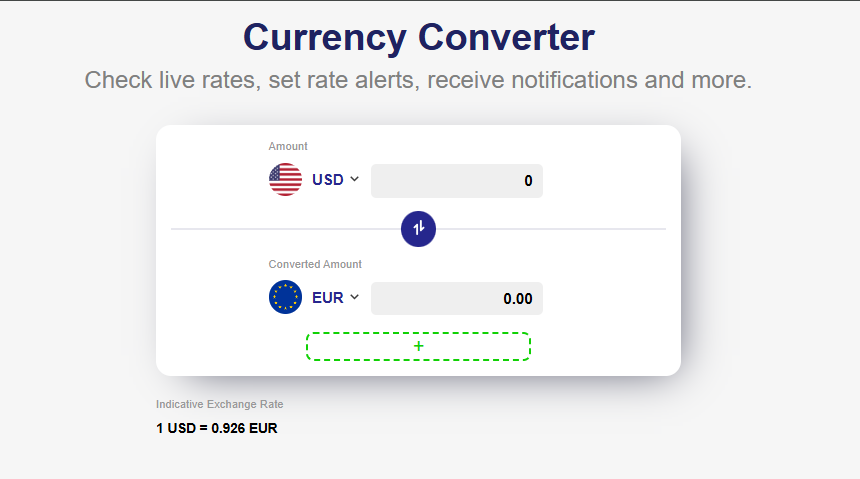 Currency Converter
Check live rates, set rate alerts, receive notifications and more.
Amount
USD
0
Converted Amount
EUR
0.00
+
Indicative Exchange Rate
1 USD = 0.926 EUR